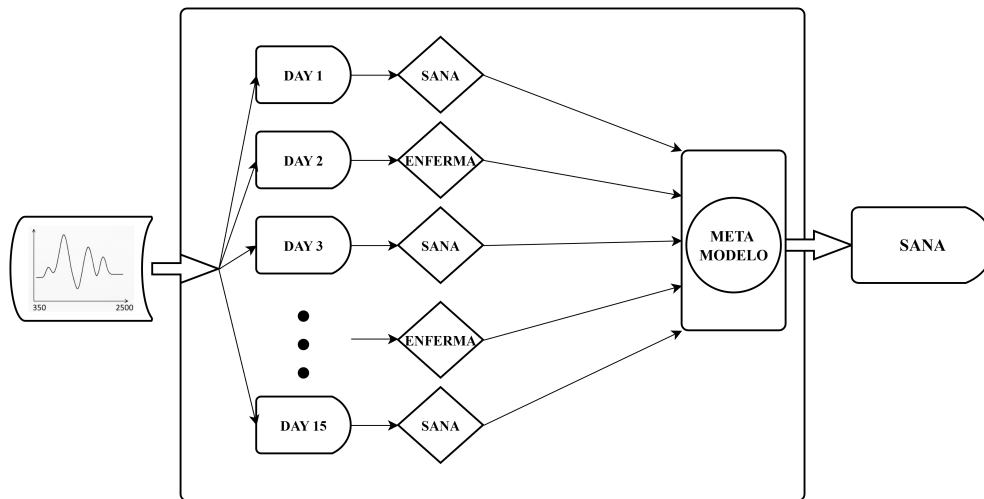 DAY 1
SANA
DAY 2
ENFERMA
DAY 3
SANA
ENFERMA
DAY 15
SANA
META
MODELO
SANA
350
2500